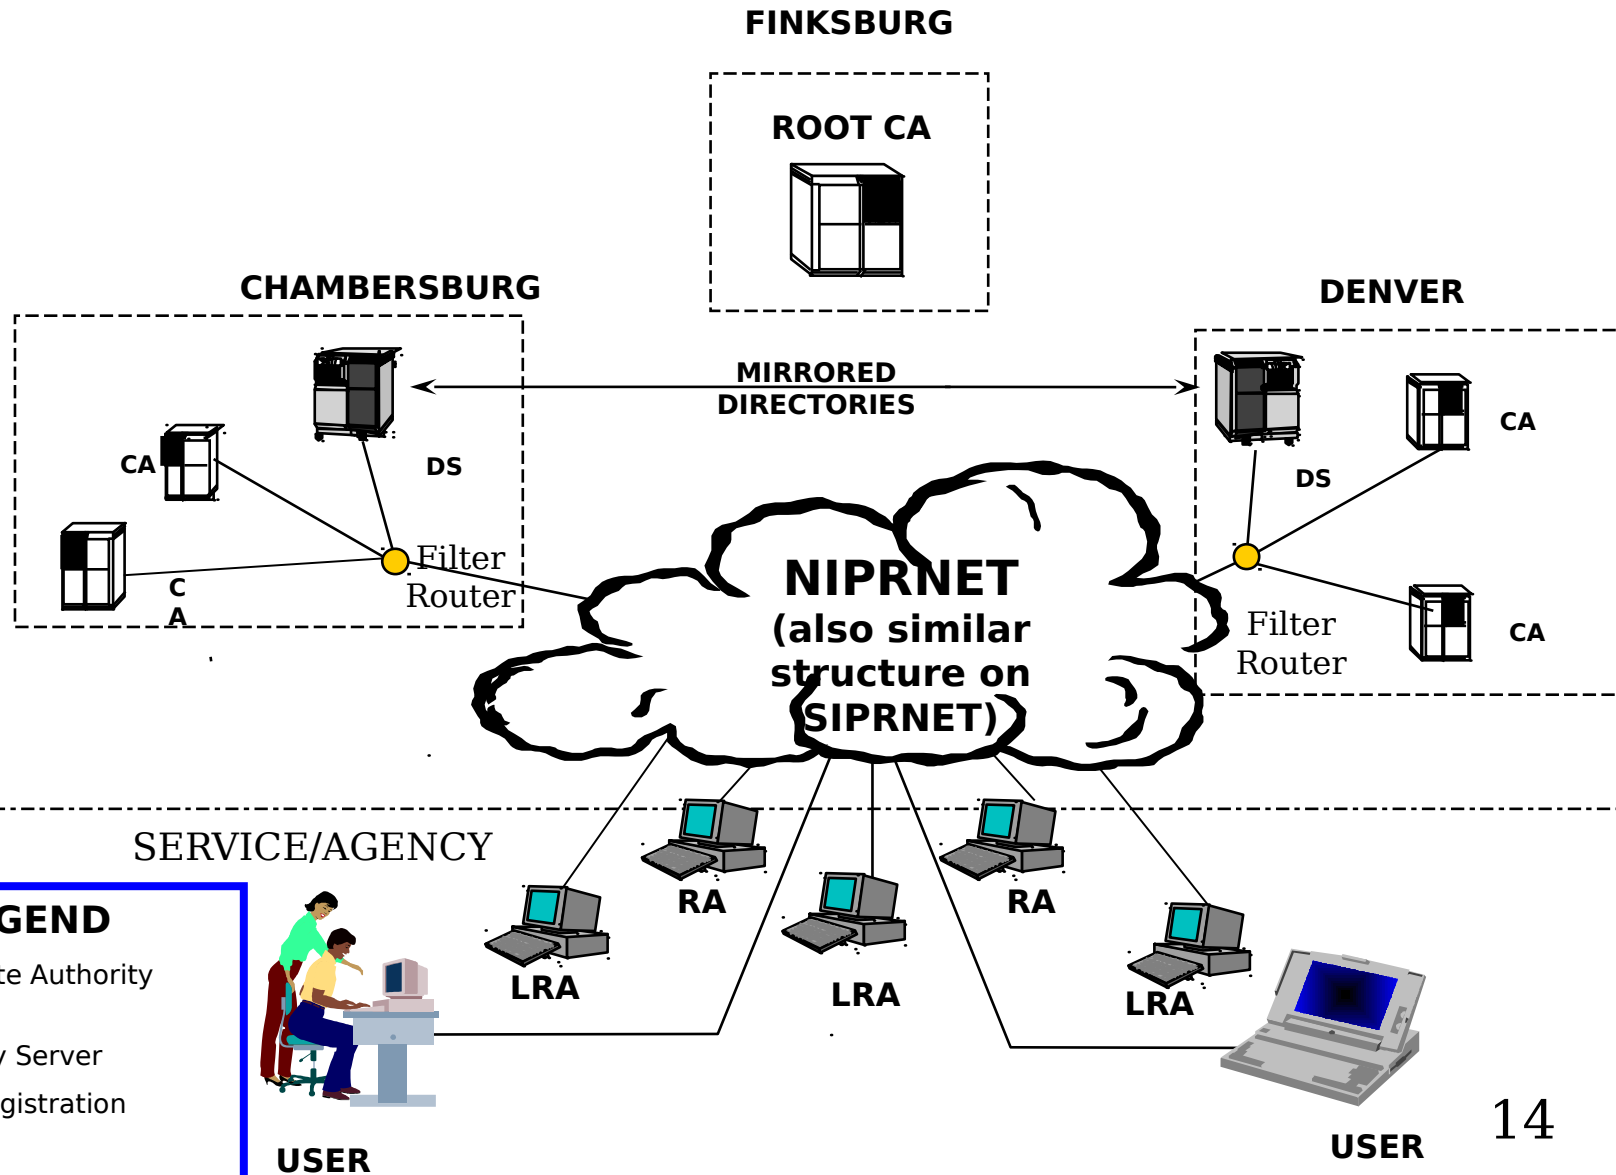 FINKSBURG
ROOT CA
CHAMBERSBURG
DENVER
MIRRORED
DIRECTORIES
CA
DS
C
A
Filter
Router
DS
CA
CA
Filter
Router
NIPRNET
(also similar
structure on
SIPRNET)
SERVICE/AGENCY
RA
RA
LRA
LRA
LRA
GEND
te Authority
y Server
gistration
USER
USER
14